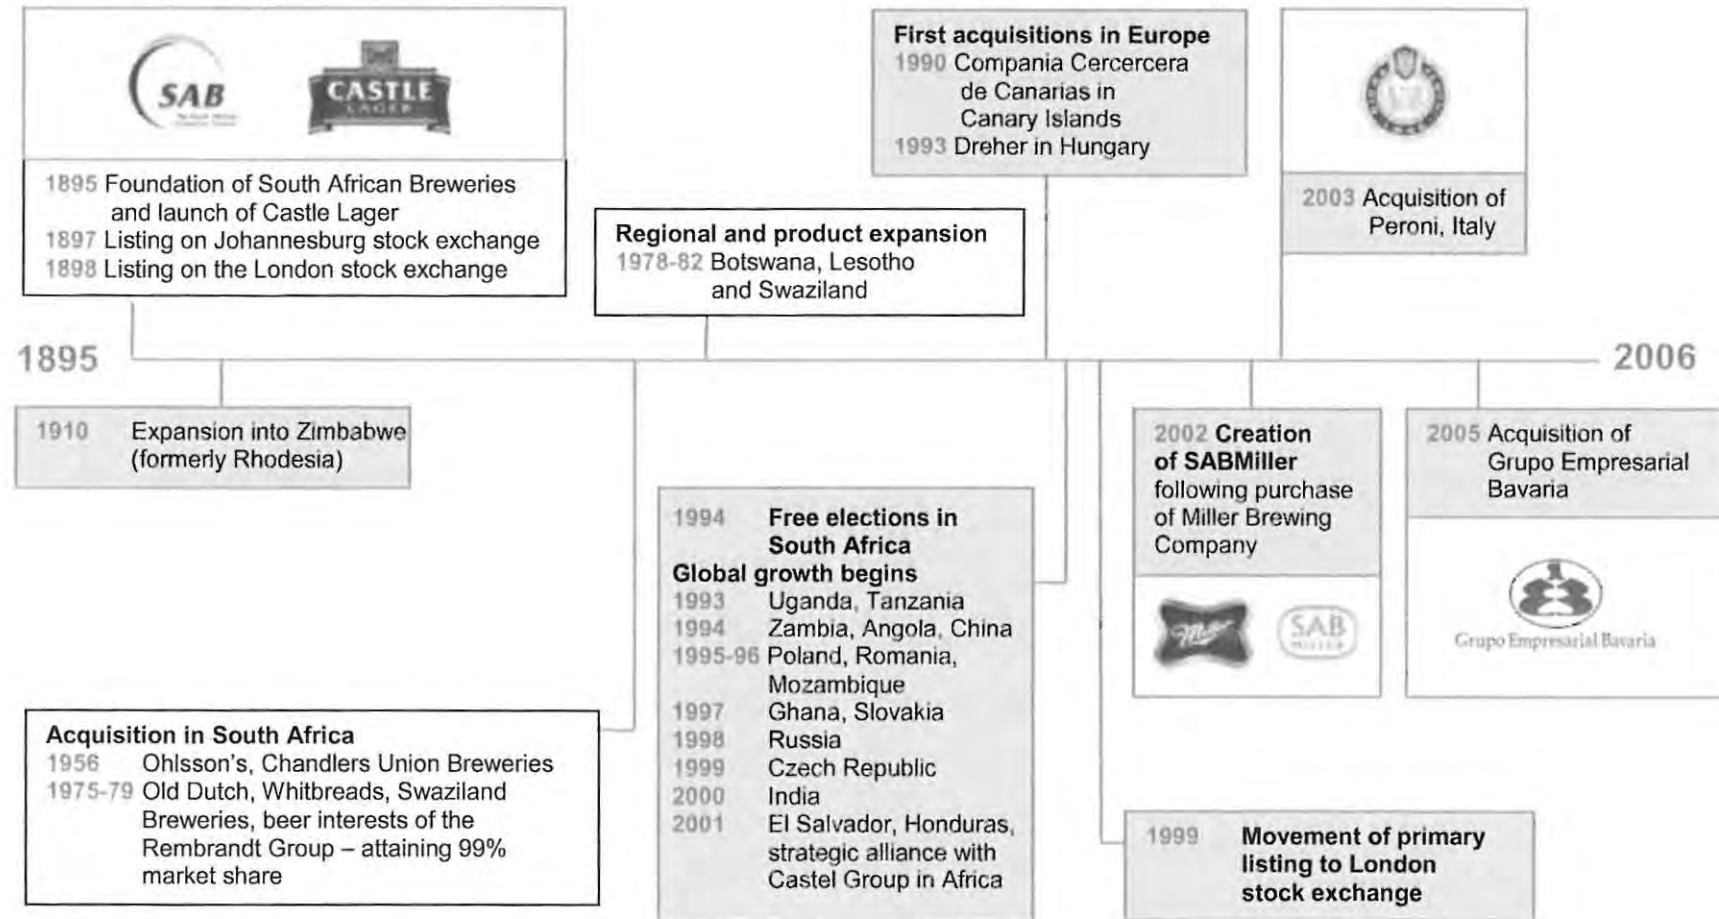 SAB
CASTLE
LAGER
1895 Foundation of South African Breweries
and launch of Castle Lager
1897 Listing on Johannesburg stock exchange
1898 Listing on the London stock exchange
Regional and product expansion
1978-82 Botswana, Lesotho
and Swaziland
First acquisitions in Europe
1990 Compania Cercercera
de Canarias in
Canary Islands
1993 Dreher in Hungary
2003 Acquisition of
Peroni, Italy
1895
2006
1910 Expansion into Zimbabwe
(formerly Rhodesia)
Acquisition in South Africa
1956 Ohlsson's, Chandlers Union Breweries
1975-79 Old Dutch, Whitbreads, Swaziland
Breweries, beer interests of the
Rembrandt Group – attaining 99%
market share
1994 Free elections in
South Africa
Global growth begins
1993 Uganda, Tanzania
1994 Zambia, Angola, China
1995-96 Poland, Romania,
Mozambique
1997 Ghana, Slovakia
1998 Russia
1999 Czech Republic
2000 India
2001 El Salvador, Honduras,
strategic alliance with
Castel Group in Africa
1999 Movement of primary
listing to London
stock exchange
2002 Creation
of SABMiller
following purchase
of Miller Brewing
Company
Miller
SAB
MILLER
2005 Acquisition of
Grupo Empresarial
Bavaria
Grupo Empresarial Bavaria